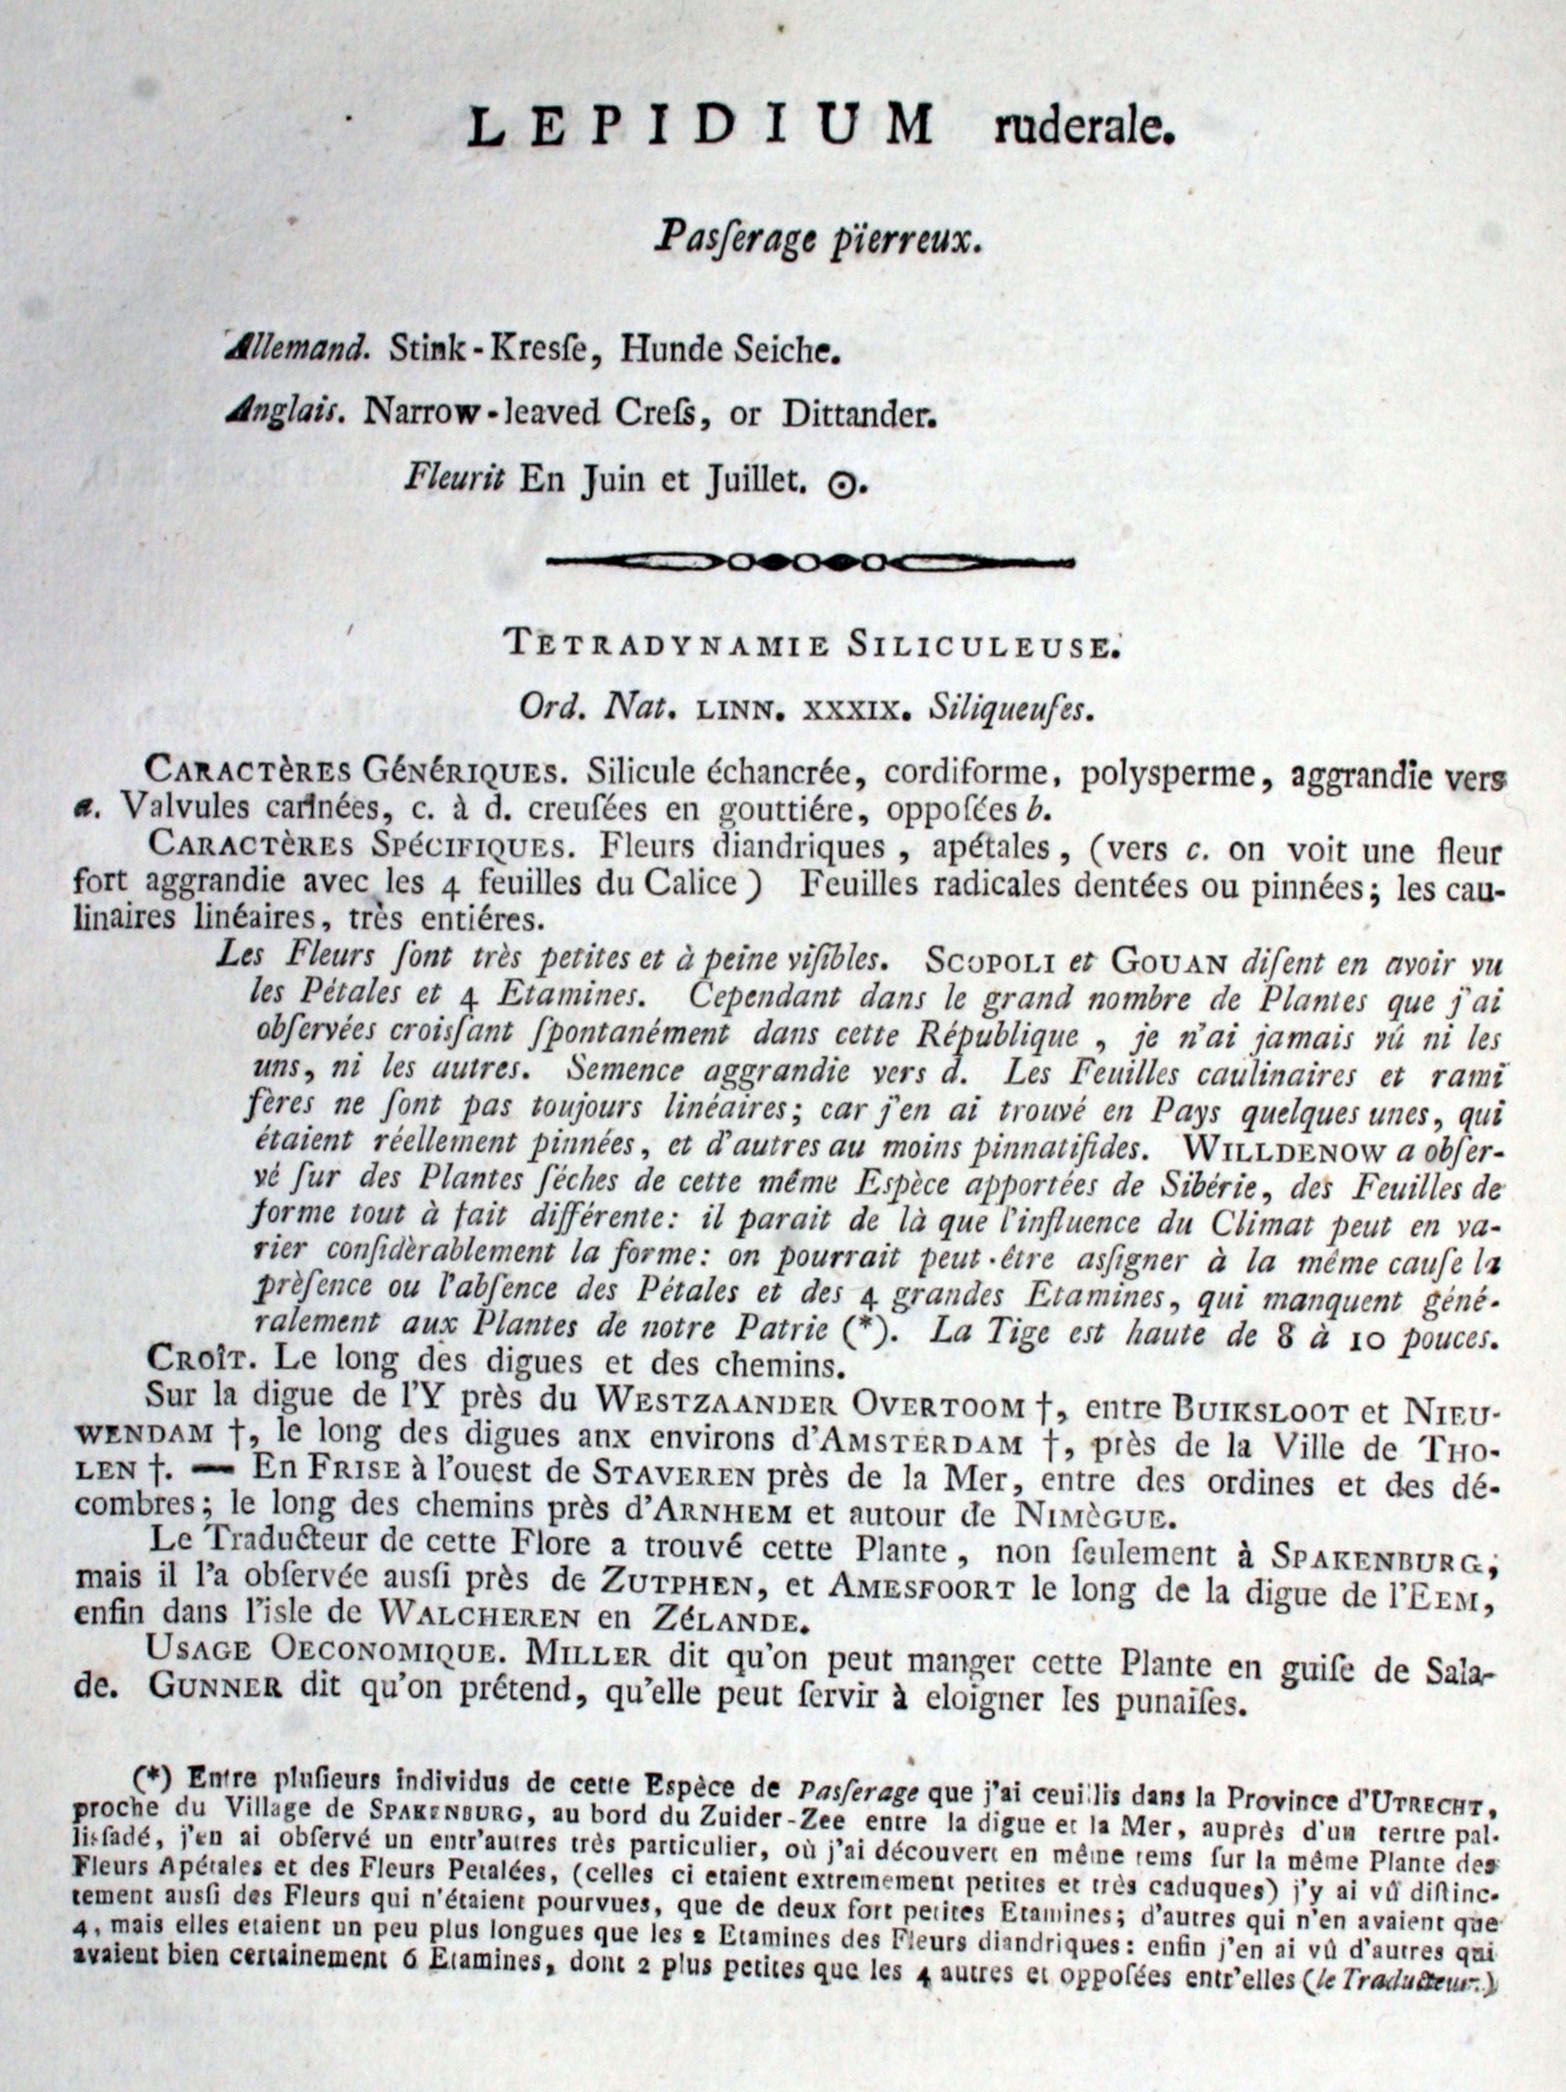 LEPIDIUM ruderale.
Pasſerage pïerreux.
Allemand. Stink-Kresſe, Hunde Seiche.
Anglais. Narrow-leaved Creſs, or Dittander.
Fleurit En Juin et Juillet. ⊙.
TETRADYNAMIE SILICULEUSE.
Ord. Nat. LINN. XXXIX. Siliqueuſes.
CARACTèRES GéNéRIQUES. Silicule échancrée, cordiforme, polysperme, aggrandie vers
a. Valvules carinées, c. à d. creuſées en gouttiére, oppoſées b.
CARACTèRES SPéCIFIQUES. Fleurs diandriques, apétales, (vers c. on voit une fleur
fort aggrandie avec les 4 feuilles du Calice) Feuilles radicales dentées ou pinnées; les cau-
linaires linéaires, très entiéres.
Les Fleurs ſont très petites et à peine viſibles. SCOPOLI et GOUAN diſent en avoir vu
les Pétales et 4 Etamines. Cependant dans le grand nombre de Plantes que j'ai
obſervées croisſant ſpontanément dans cette République, je n'ai jamais vû ni les
uns, ni les autres. Semence aggrandie vers d. Les Feuilles caulinaires et rami
fères ne ſont pas toujours linéaires; car j'en ai trouvé en Pays quelques unes, qui
étaient réellement pinnées, et d'autres au moins pinnatifides. WILLDENOW a obſer-
vé ſur des Plantes ſéches de cette même Espèce apportées de Sibérie, des Feuilles de
forme tout à fait différente: il parait de là que l'influence du Climat peut en va-
rier conſidèrablement la forme: on pourrait peut-être asſigner à la même cauſe la
prèſence ou l'abſence des Pétales et des 4 grandes Etamines, qui manquent géné-
ralement aux Plantes de notre Patrie (*). La Tige est haute de 8 à 10 pouces.
CROîT. Le long des digues et des chemins.
Sur la digue de l'Y près du WESTZAANDER OVERTOOM †, entre BUIKSLOOT et NIEU-
WENDAM †, le long des digues anx environs d'AMSTERDAM †, près de la Ville de THO-
LEN †. — En FRISE à l'ouest de STAVEREN près de la Mer, entre des ordines et des dé-
combres; le long des chemins près d'ARNHEM et autour de NIMèGUE.
Le Traducteur de cette Flore a trouvé cette Plante, non ſeulement à SPAKENBURG,
mais il l'a obſervée ausſi près de ZUTPHEN, et AMESFOORT le long de la digue de l'EEM,
enfin dans l'isle de WALCHEREN en ZéLANDE.
USAGE OECONOMIQUE. MILLER dit qu'on peut manger cette Plante en guiſe de Sala-
de. GUNNER dit qu'on prétend, qu'elle peut ſervir à eloigner les punaiſes.
(*) Entre pluſieurs individus de cette Espèce de Pasſerage que j'ai ceuillis dans la Province d'UTRECHT,
proche du Village de SPAKENBURG, au bord du Zuider-Zee entre la digue et la Mer, auprès d'un tertre pal-
lisſadé, j'en ai obſervé un entr'autres très particulier, où j'ai découvert en même tems ſur la même Plante des
Fleurs Apétales et des Fleurs Petalées, (celles ci etaient extremement petites et très caduques) j'y ai vû diſtinc-
tement ausſi des Fleurs qui n'étaient pourvues, que de deux fort petites Etamines; d'autres qui n'en avaient que
4, mais elles etaient un peu plus longues que les 2 Etamines des Fleurs diandriques: enfin j'en ai vû d'autres qui
avaient bien certainement 6 Etamines, dont 2 plus petites que les 4 autres et oppoſées entr'elles (le Traducteur.)